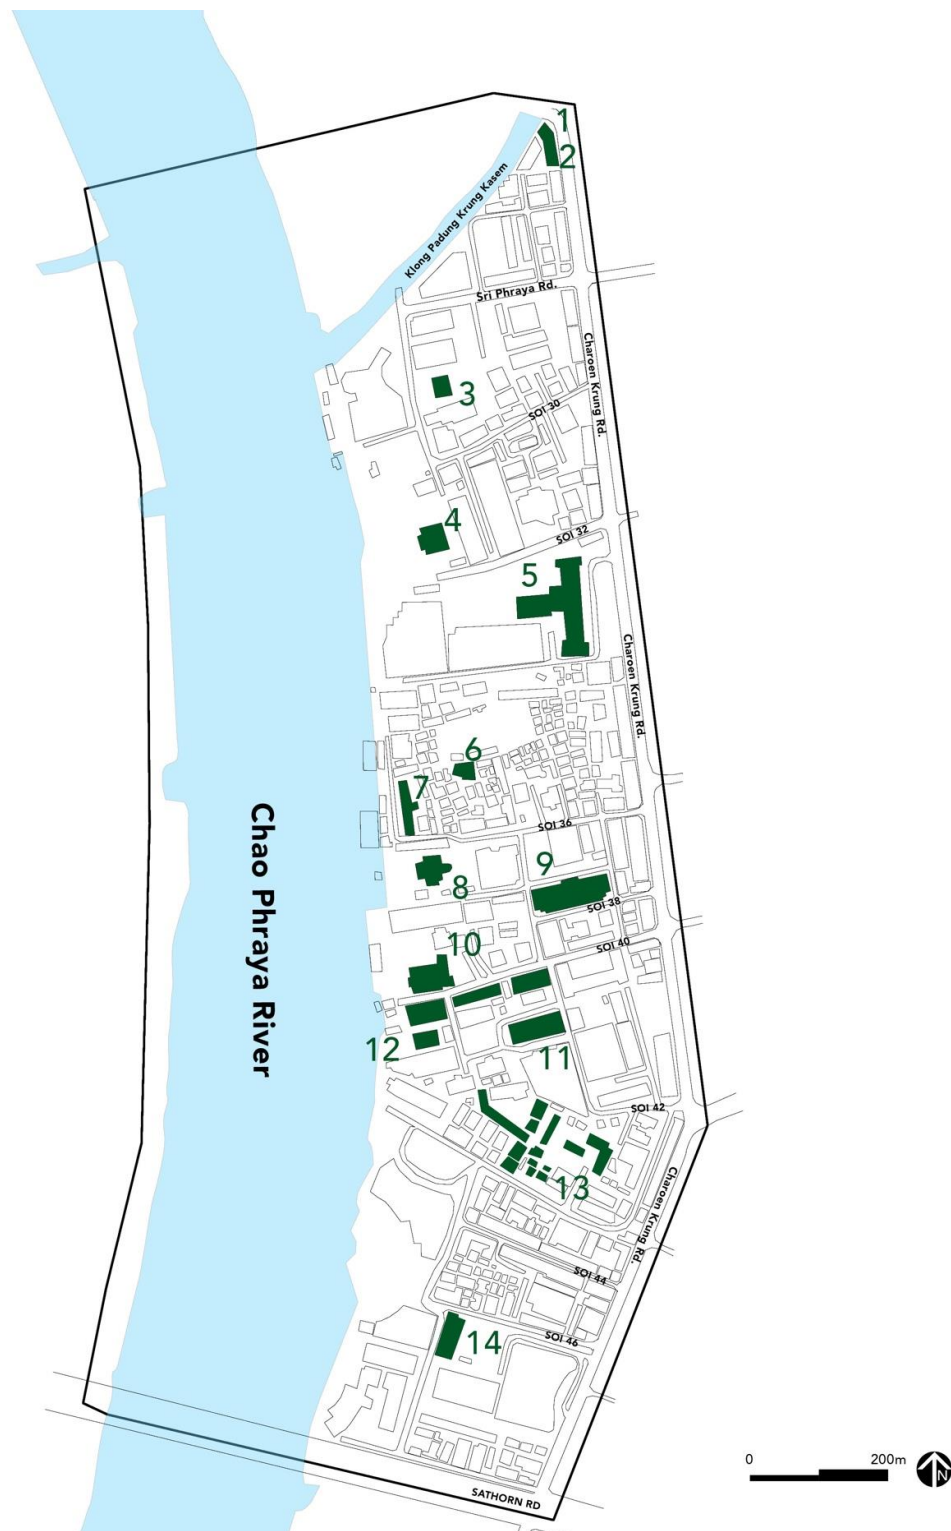 1
2
Klong Padung Krung Kasem
Sri Phraya Rd.
Charoen Krung Rd.
3
SOI 30
4
SOI 32
5
Charoen Krung Rd.
6
7
SOI 36
Chao Phraya River
8
9
SOI 38
10
SOI 40
12
11
SOI 42
13
Charoen Krung Rd.
SOI 44
14
SOI 46
0
200m
N
SATHORN RD